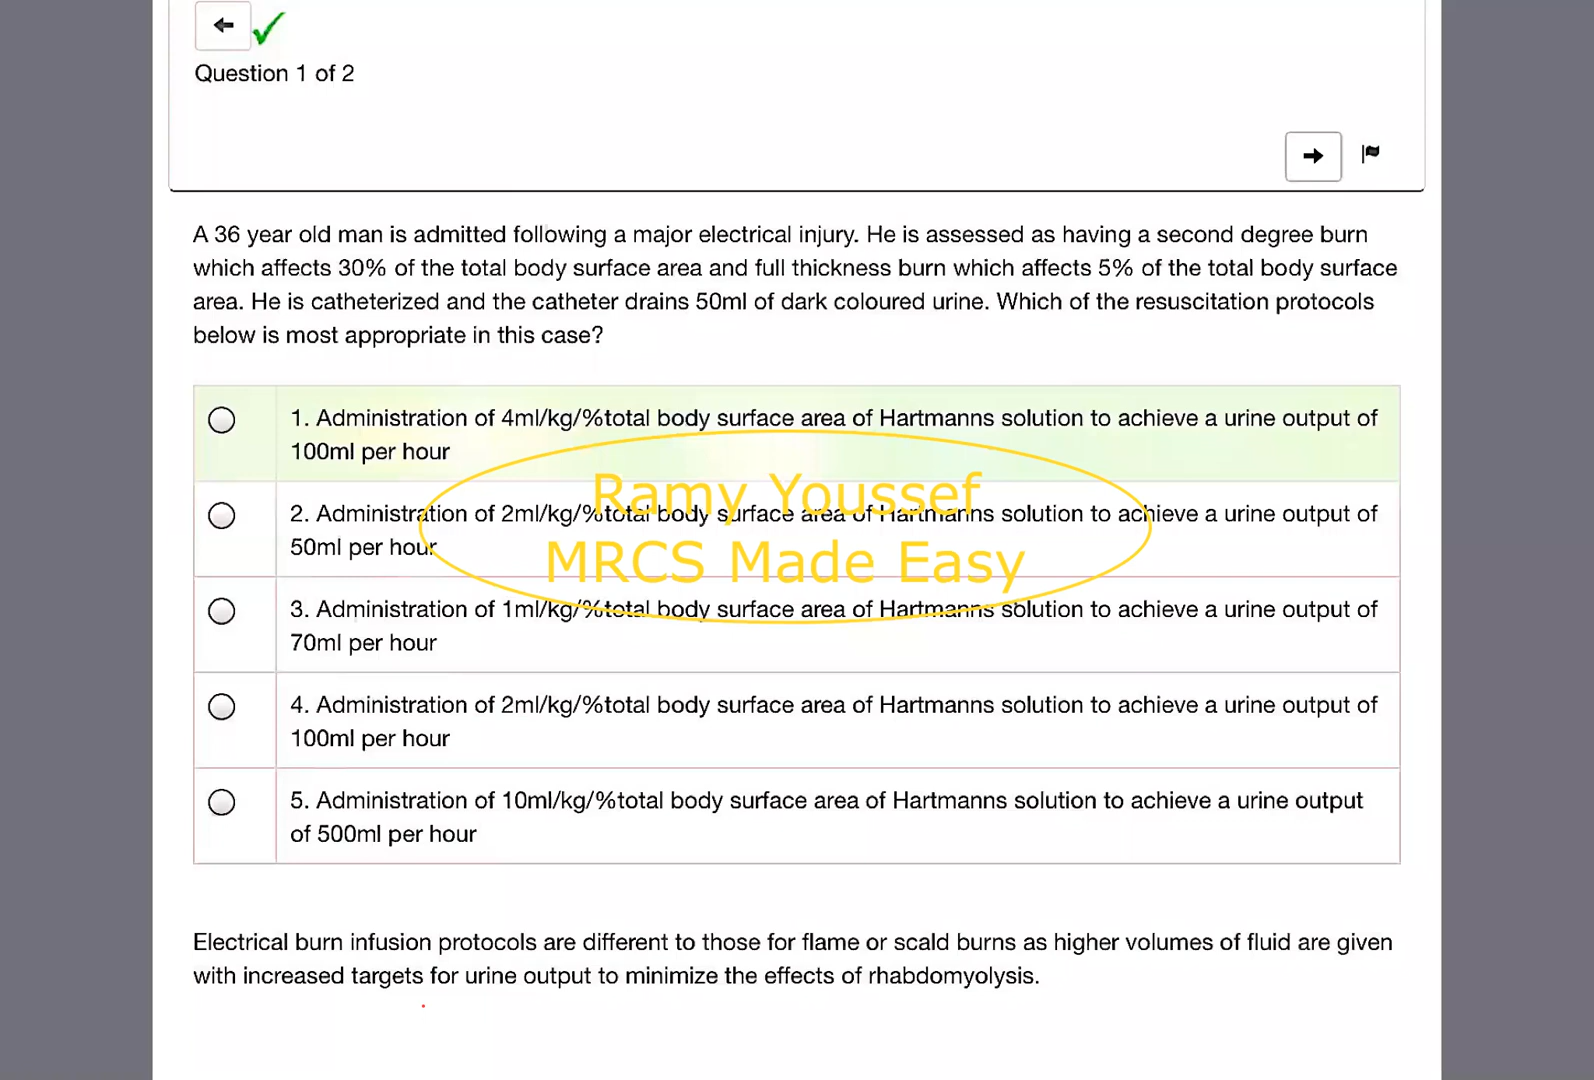 Question 1 of 2
A 36 year old man is admitted following a major electrical injury. He is assessed as having a second degree burn
which affects 30% of the total body surface area and full thickness burn which affects 5% of the total body surface
area. He is catheterized and the catheter drains 50ml of dark coloured urine. Which of the resuscitation protocols
below is most appropriate in this case?
1. Administration of 4ml/kg/%total body surface area of Hartmanns solution to achieve a urine output of
100ml per hour
Ramy Youssef
2. Administration of 2ml/kg/%total body surface area of Hartmanns solution to achieve a urine output of
50ml per hour
MRCS Made Easy
3. Administration of 1ml/kg/%total body surface area of Hartmanns solution to achieve a urine output of
70ml per hour
4. Administration of 2ml/kg/%total body surface area of Hartmanns solution to achieve a urine output of
100ml per hour
5. Administration of 10ml/kg/%total body surface area of Hartmanns solution to achieve a urine output
of 500ml per hour
Electrical burn infusion protocols are different to those for flame or scald burns as higher volumes of fluid are given
with increased targets for urine output to minimize the effects of rhabdomyolysis.